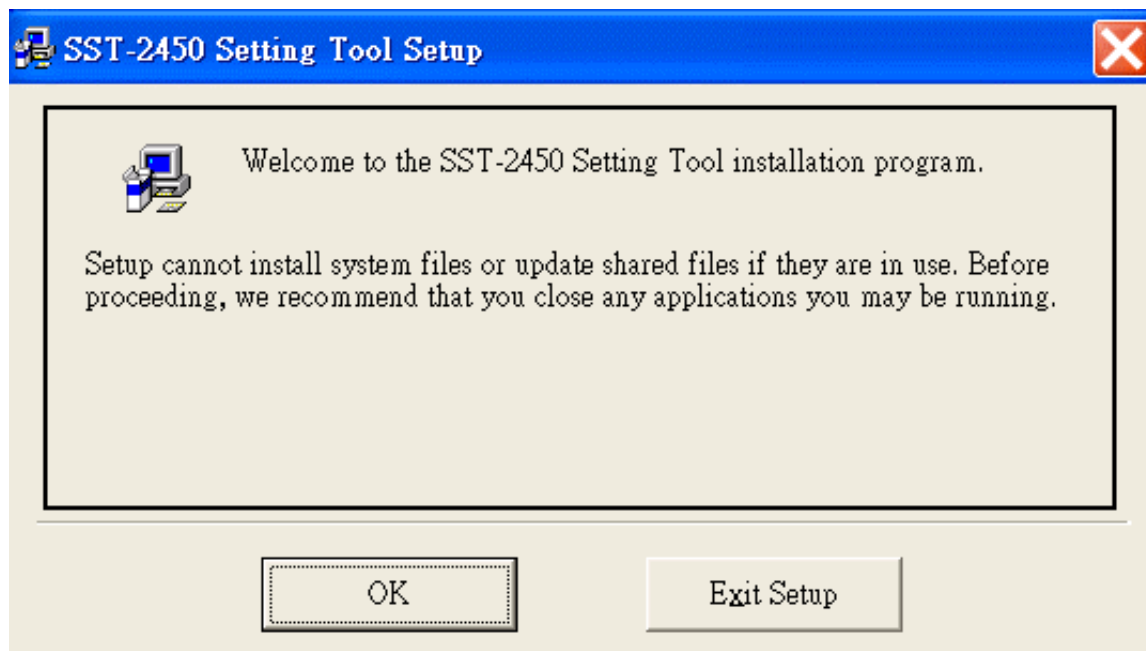 SST-2450 Setting Tool Setup
Welcome to the SST-2450 Setting Tool installation program.
Setup cannot install system files or update shared files if they are in use. Before
proceeding, we recommend that you close any applications you may be running.
OK
Exit Setup